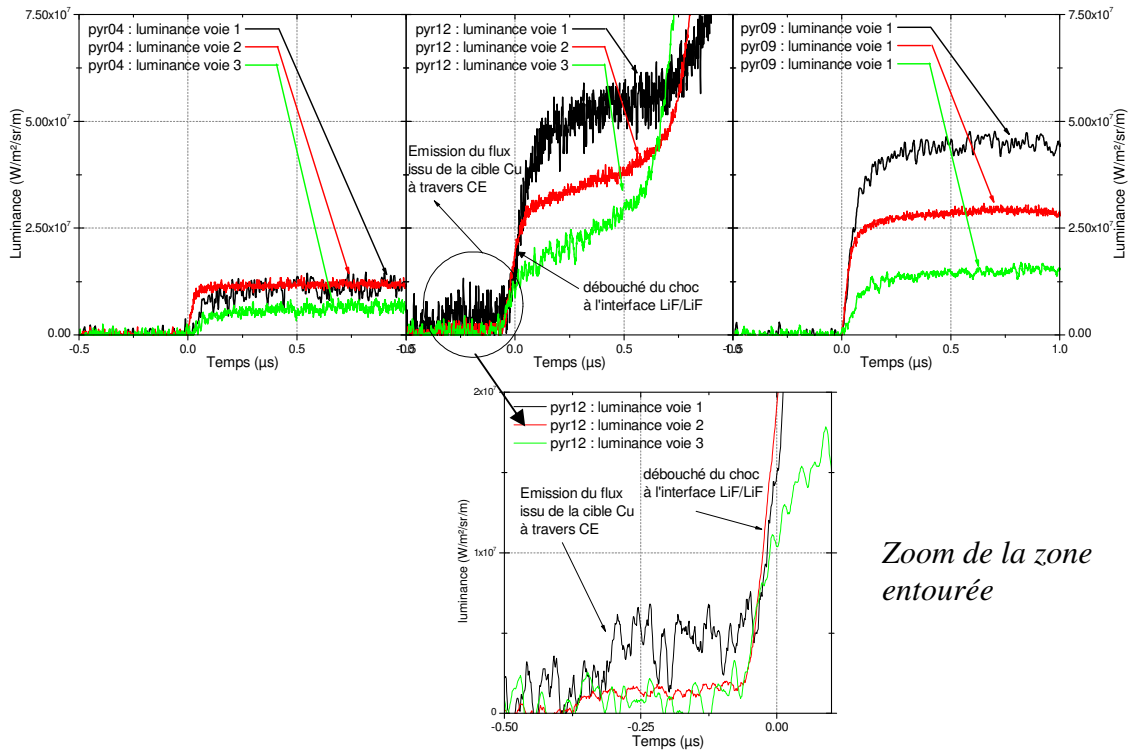 pyr04 : luminance voie 1
pyr04 : luminance voie 2
pyr04 : luminance voie 3
Luminance (W/m²/sr/m)
7.50x10⁷
5.00x10⁷
2.50x10⁷
0.00
-0.5
0.0
0.5
Temps (µs)
pyr12 : luminance voie 1
pyr12 : luminance voie 2
pyr12 : luminance voie 3
Emission du flux
issu de la cible Cu
à travers CE
débouché du choc
à l'interface LiF/LiF
0.0
0.5
Temps (µs)
pyr09 : luminance voie 1
pyr09 : luminance voie 1
pyr09 : luminance voie 1
7.50x10⁷
5.00x10⁷
2.50x10⁷
0.00
Luminance (W/m²/sr/m)
0.0
0.5
1.0
Temps (µs)
pyr12 : luminance voie 1
pyr12 : luminance voie 2
pyr12 : luminance voie 3
débouché du choc
à l'interface LiF/LiF
Emission du flux
issu de la cible Cu
à travers CE
luminance (W/m²/sr/m)
2x10⁷
1x10⁷
0
-0.50
-0.25
0.00
Temps (µs)
Zoom de la zone
entourée